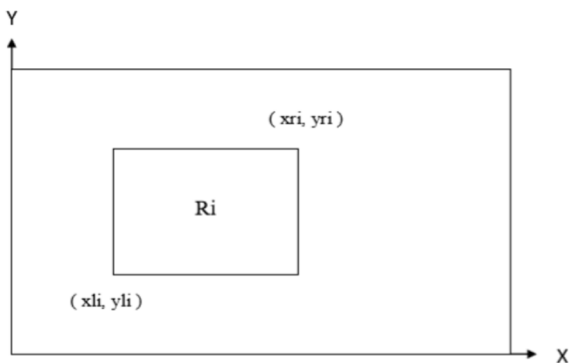 Y
( xri, yri )
Ri
( xli, yli )
X